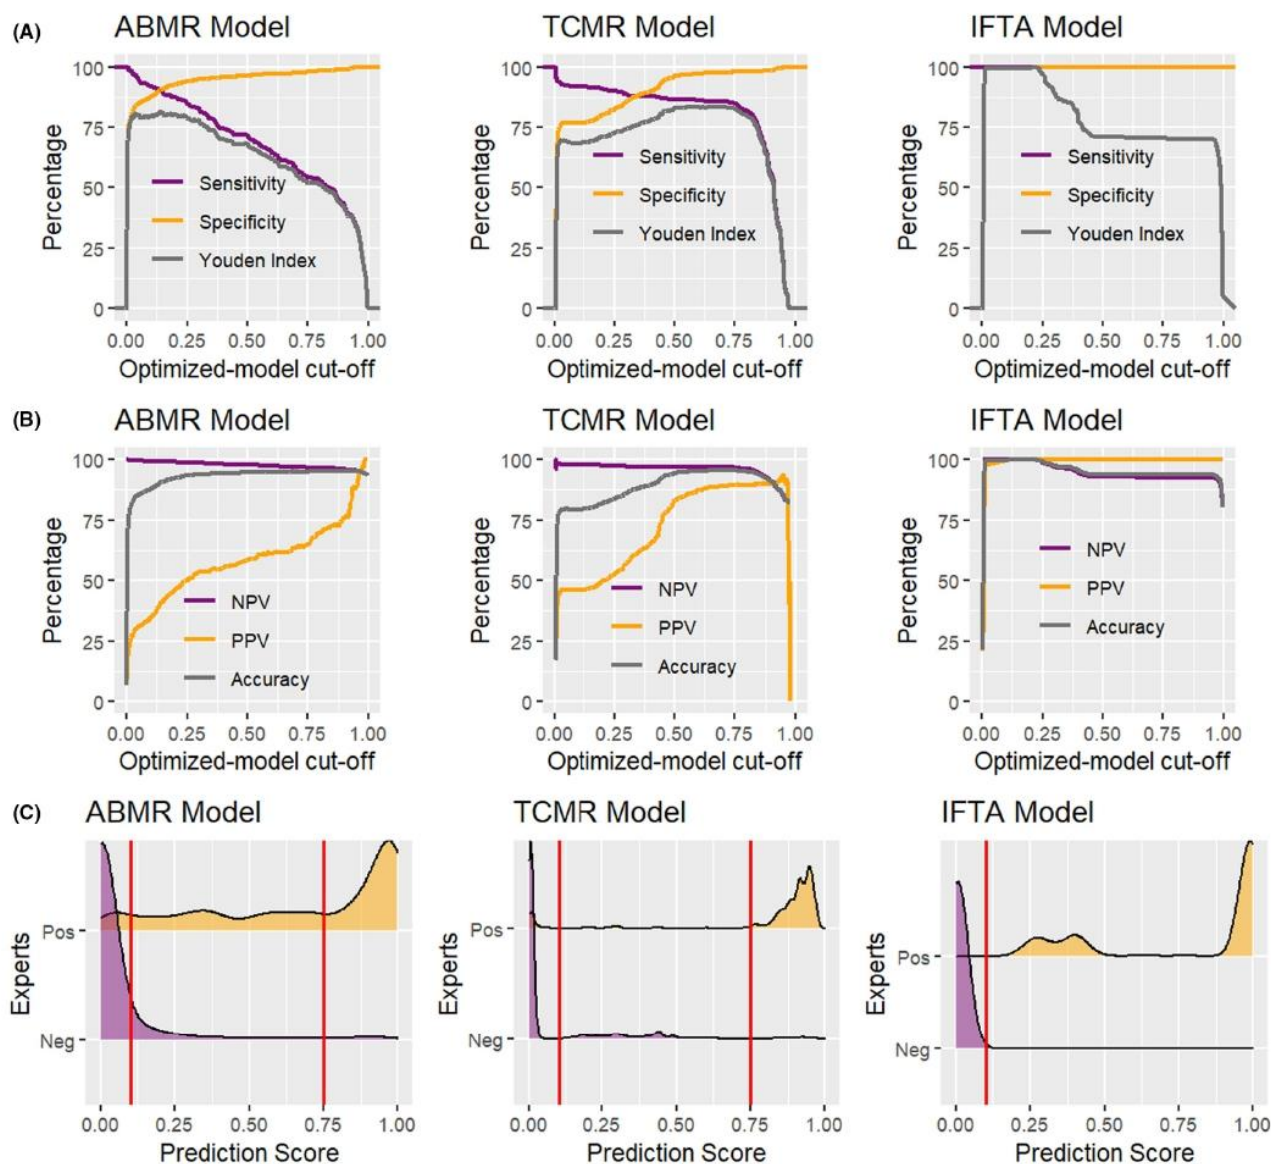 (A)
ABMR Model
TCMR Model
IFTA Model
Percentage
100
75
50
25
0
Sensitivity
Specificity
Youden Index
0.00 0.25 0.50 0.75 1.00
Optimized-model cut-off
Percentage
100
75
50
25
0
Sensitivity
Specificity
Youden Index
0.00 0.25 0.50 0.75 1.00
Optimized-model cut-off
Percentage
100
75
50
25
0
Sensitivity
Specificity
Youden Index
0.00 0.25 0.50 0.75 1.00
Optimized-model cut-off
(B)
ABMR Model
TCMR Model
IFTA Model
Percentage
100
75
50
25
0
NPV
PPV
Accuracy
0.00 0.25 0.50 0.75 1.00
Optimized-model cut-off
Percentage
100
75
50
25
0
NPV
PPV
Accuracy
0.00 0.25 0.50 0.75 1.00
Optimized-model cut-off
Percentage
100
75
50
25
0
NPV
PPV
Accuracy
0.00 0.25 0.50 0.75 1.00
Optimized-model cut-off
(C)
ABMR Model
TCMR Model
IFTA Model
Experts
Pos
Neg
0.00 0.25 0.50 0.75 1.00
Prediction Score
Experts
Pos
Neg
0.00 0.25 0.50 0.75 1.00
Prediction Score
Experts
Pos
Neg
0.00 0.25 0.50 0.75 1.00
Prediction Score